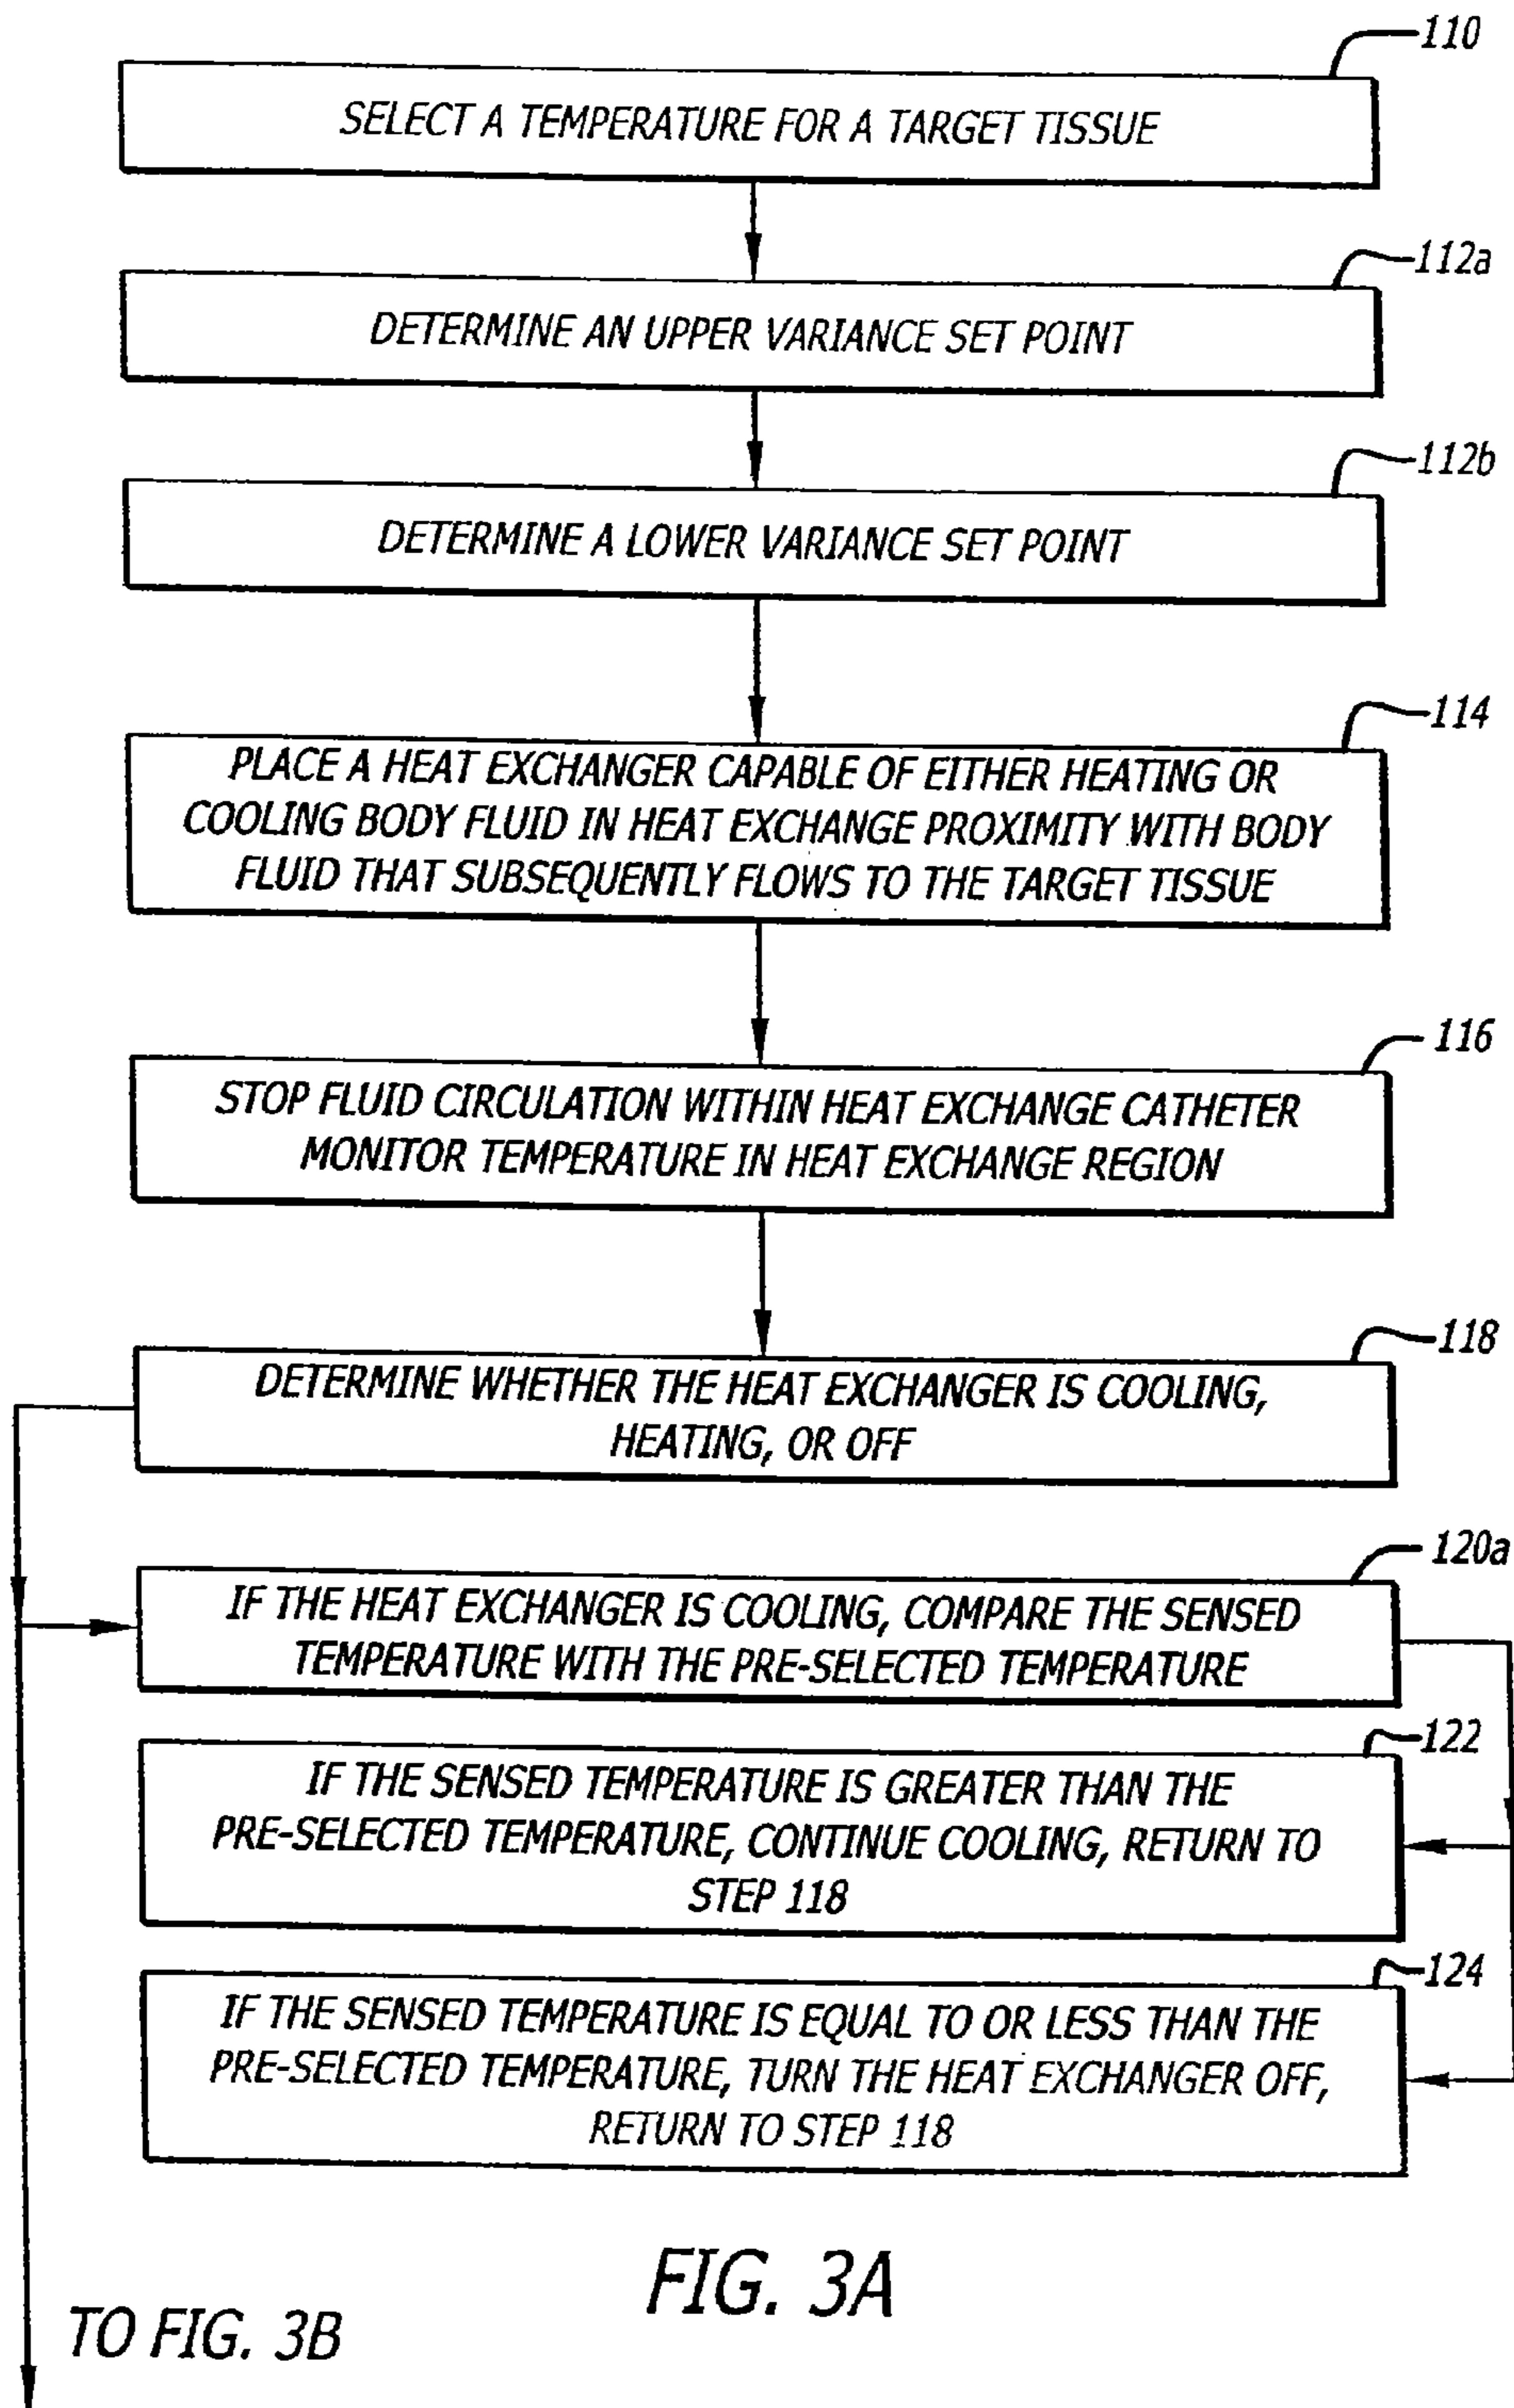 110
SELECT A TEMPERATURE FOR A TARGET TISSUE
112a
DETERMINE AN UPPER VARIANCE SET POINT
112b
DETERMINE A LOWER VARIANCE SET POINT
114
PLACE A HEAT EXCHANGER CAPABLE OF EITHER HEATING OR
COOLING BODY FLUID IN HEAT EXCHANGE PROXIMITY WITH BODY
FLUID THAT SUBSEQUENTLY FLOWS TO THE TARGET TISSUE
116
STOP FLUID CIRCULATION WITHIN HEAT EXCHANGE CATHETER
MONITOR TEMPERATURE IN HEAT EXCHANGE REGION
118
DETERMINE WHETHER THE HEAT EXCHANGER IS COOLING,
HEATING, OR OFF
120a
IF THE HEAT EXCHANGER IS COOLING, COMPARE THE SENSED
TEMPERATURE WITH THE PRE-SELECTED TEMPERATURE
122
IF THE SENSED TEMPERATURE IS GREATER THAN THE
PRE-SELECTED TEMPERATURE, CONTINUE COOLING, RETURN TO
STEP 118
124
IF THE SENSED TEMPERATURE IS EQUAL TO OR LESS THAN THE
PRE-SELECTED TEMPERATURE, TURN THE HEAT EXCHANGER OFF,
RETURN TO STEP 118
FIG. 3A
TO FIG. 3B